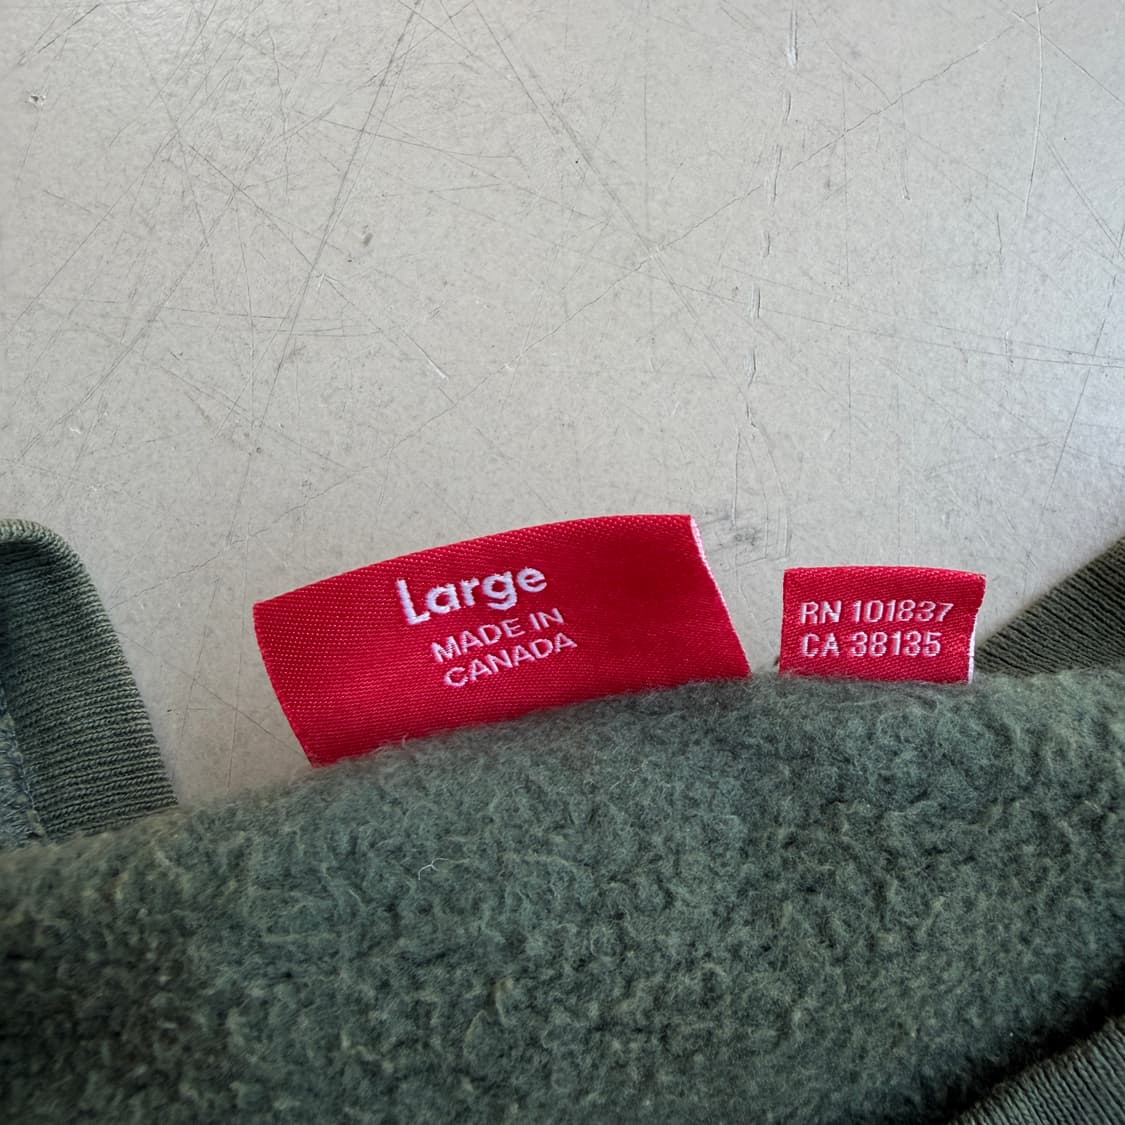 Large
MADE IN
CANADA
RN 101837
CA 38135